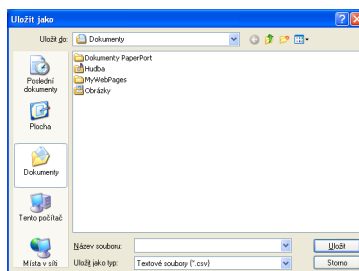 Uložit jako
Uložit do:
Dokumenty
Dokumenty PaperPort
Hudba
MyWebPages
Obrázky
Poslední
dokumenty
Plocha
Dokumenty
Tento počítač
Místa v síti
Název souboru:
Uložit
Uložit jako typ:
Textové soubory (*.csv)
Storno